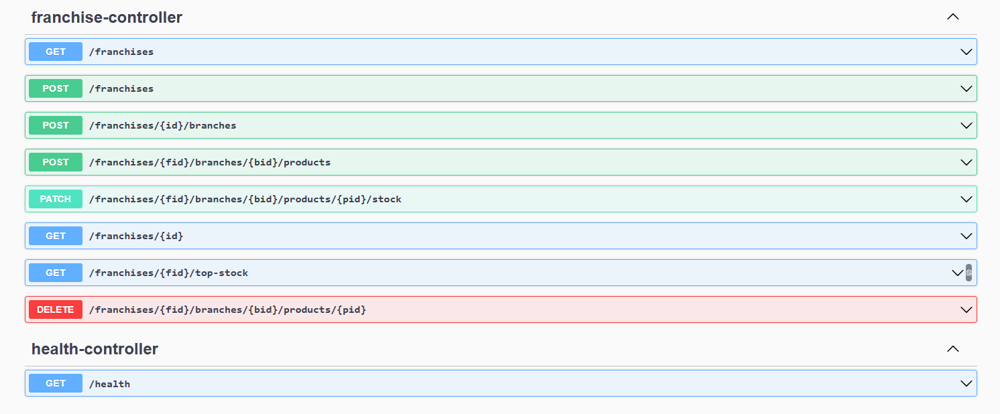 franchise-controller
GET /franchises
POST /franchises
POST /franchises/{id}/branches
POST /franchises/{fid}/branches/{bid}/products
PATCH /franchises/{fid}/branches/{bid}/products/{pid}/stock
GET /franchises/{id}
GET /franchises/{fid}/top-stock
DELETE /franchises/{fid}/branches/{bid}/products/{pid}
health-controller
GET /health